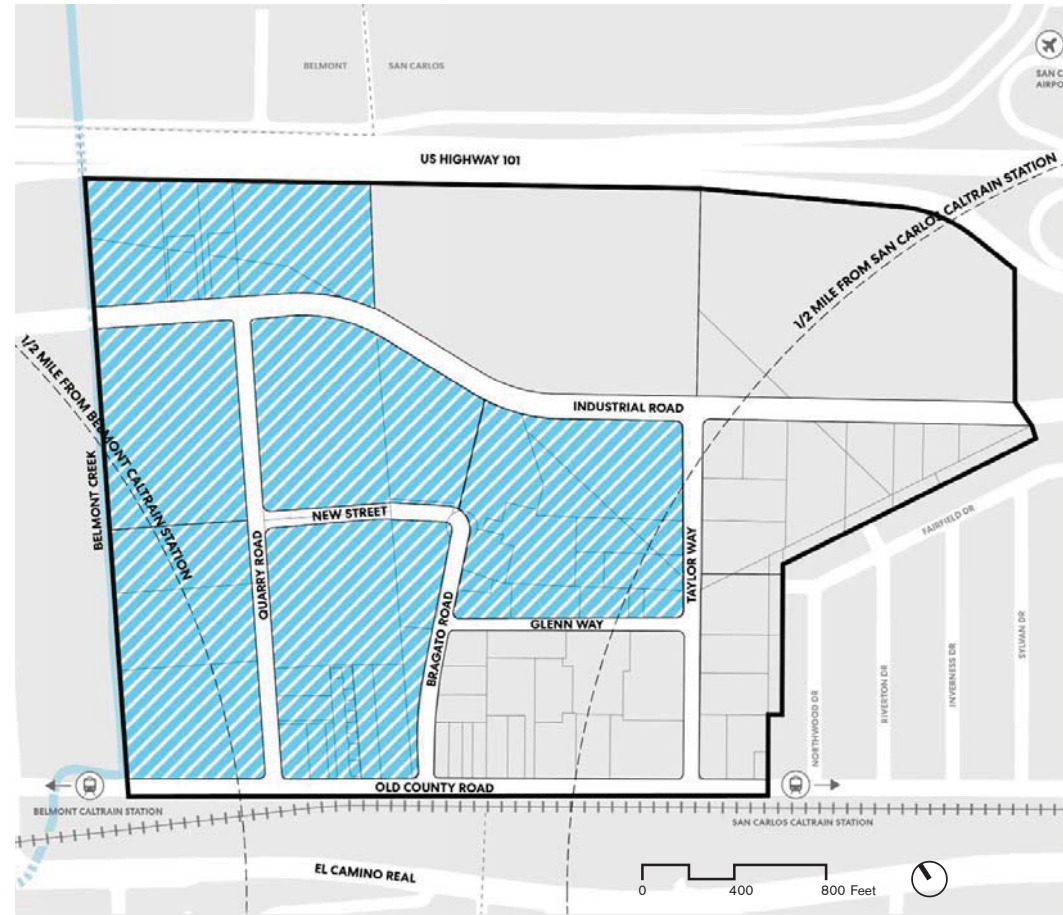 BELMONT
SAN CARLOS
SAN C
AIRPO
US HIGHWAY 101
1/2 MILE FROM SAN CARLOS CALTRAIN STATION
1/2 MILE FROM BELMONT CALTRAIN STATION
INDUSTRIAL ROAD
BELMONT CREEK
NEW STREET
QUARRY ROAD
TAYLOR WAY
FAIRFIELD DR
BRAGATO ROAD
GLENN WAY
NORTHWOOD DR
RIVERTON DR
INVERNESS DR
SYLVAN DR
OLD COUNTY ROAD
BELMONT CALTRAIN STATION
SAN CARLOS CALTRAIN STATION
EL CAMINO REAL
0 400 800 Feet